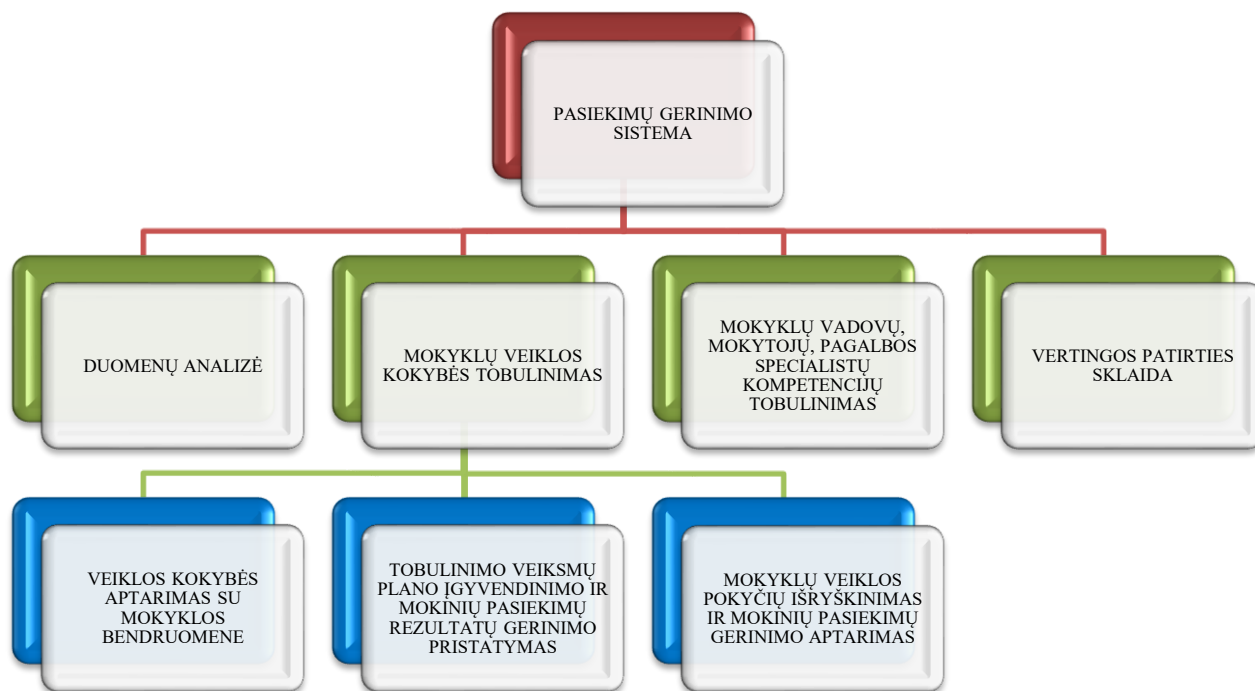 PASIEKIMŲ GERINIMO
SISTEMA
DUOMENŲ ANALIZĖ
MOKYKLŲ VEIKLOS
KOKYBĖS TOBULINIMAS
MOKYKLŲ VADOVŲ,
MOKYTOJŲ, PAGALBOS
SPECIALISTŲ
KOMPETENCIJŲ
TOBULINIMAS
VERTINGOS PATIRTIES
SKLAIDA
VEIKLOS KOKYBĖS
APTARIMAS SU
MOKYKLOS
BENDRUOMENE
TOBULINIMO VEIKSMŲ
PLANO ĮGYVENDINIMO IR
MOKINIŲ PASIEKIMŲ
REZULTATŲ GERINIMO
PRISTATYMAS
MOKYKLŲ VEIKLOS
POKYČIŲ IŠRYŠKINIMAS
IR MOKINIŲ PASIEKIMŲ
GERINIMO APTARIMAS